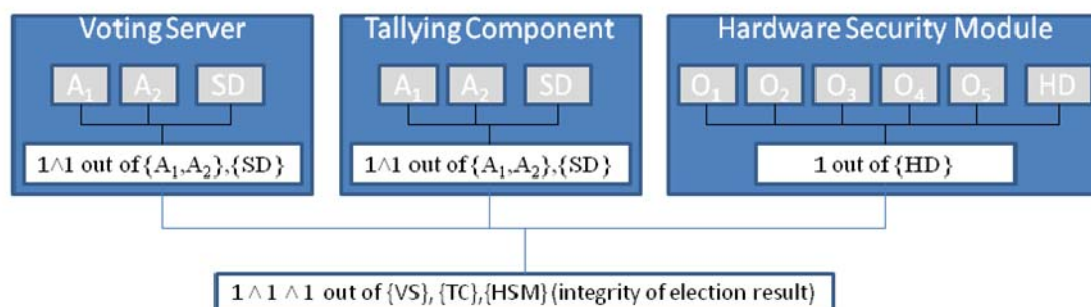 Voting Server
Tallying Component
Hardware Security Module
A₁ A₂ SD
A₁ A₂ SD
O₁ O₂ O₃ O₄ O₅ HD
1∧1 out of {A₁,A₂},{SD}
1∧1 out of {A₁,A₂},{SD}
1 out of {HD}
1 ∧ 1 ∧ 1 out of {VS}, {TC},{HSM} (integrity of election result)